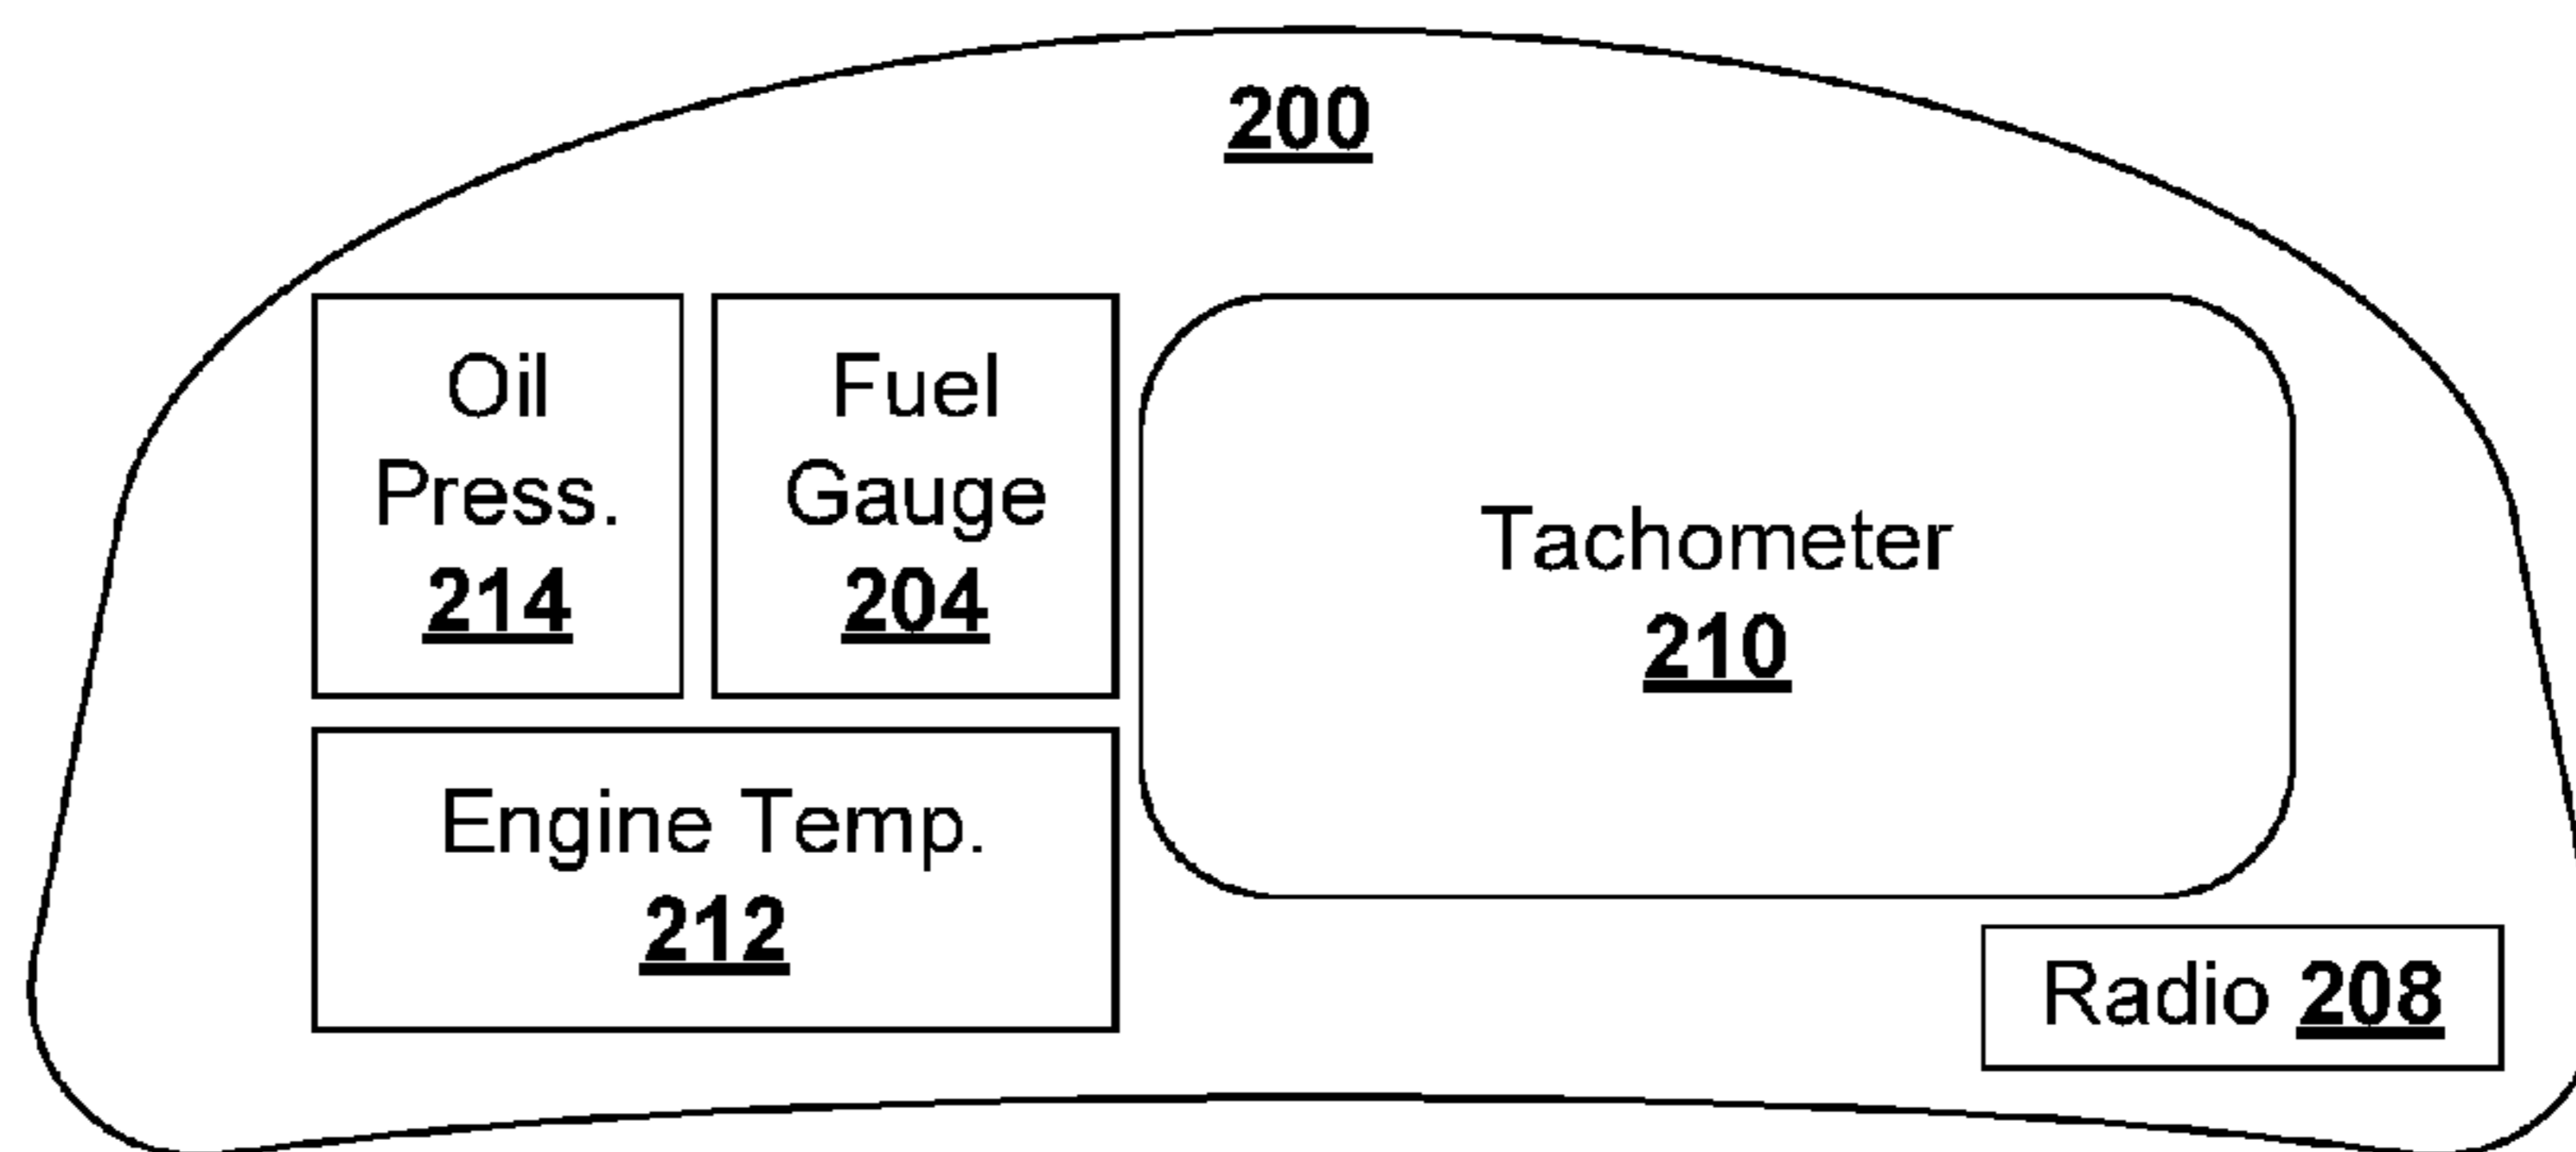 200
Oil
Press.
214
Fuel
Gauge
204
Tachometer
210
Engine Temp.
212
Radio 208